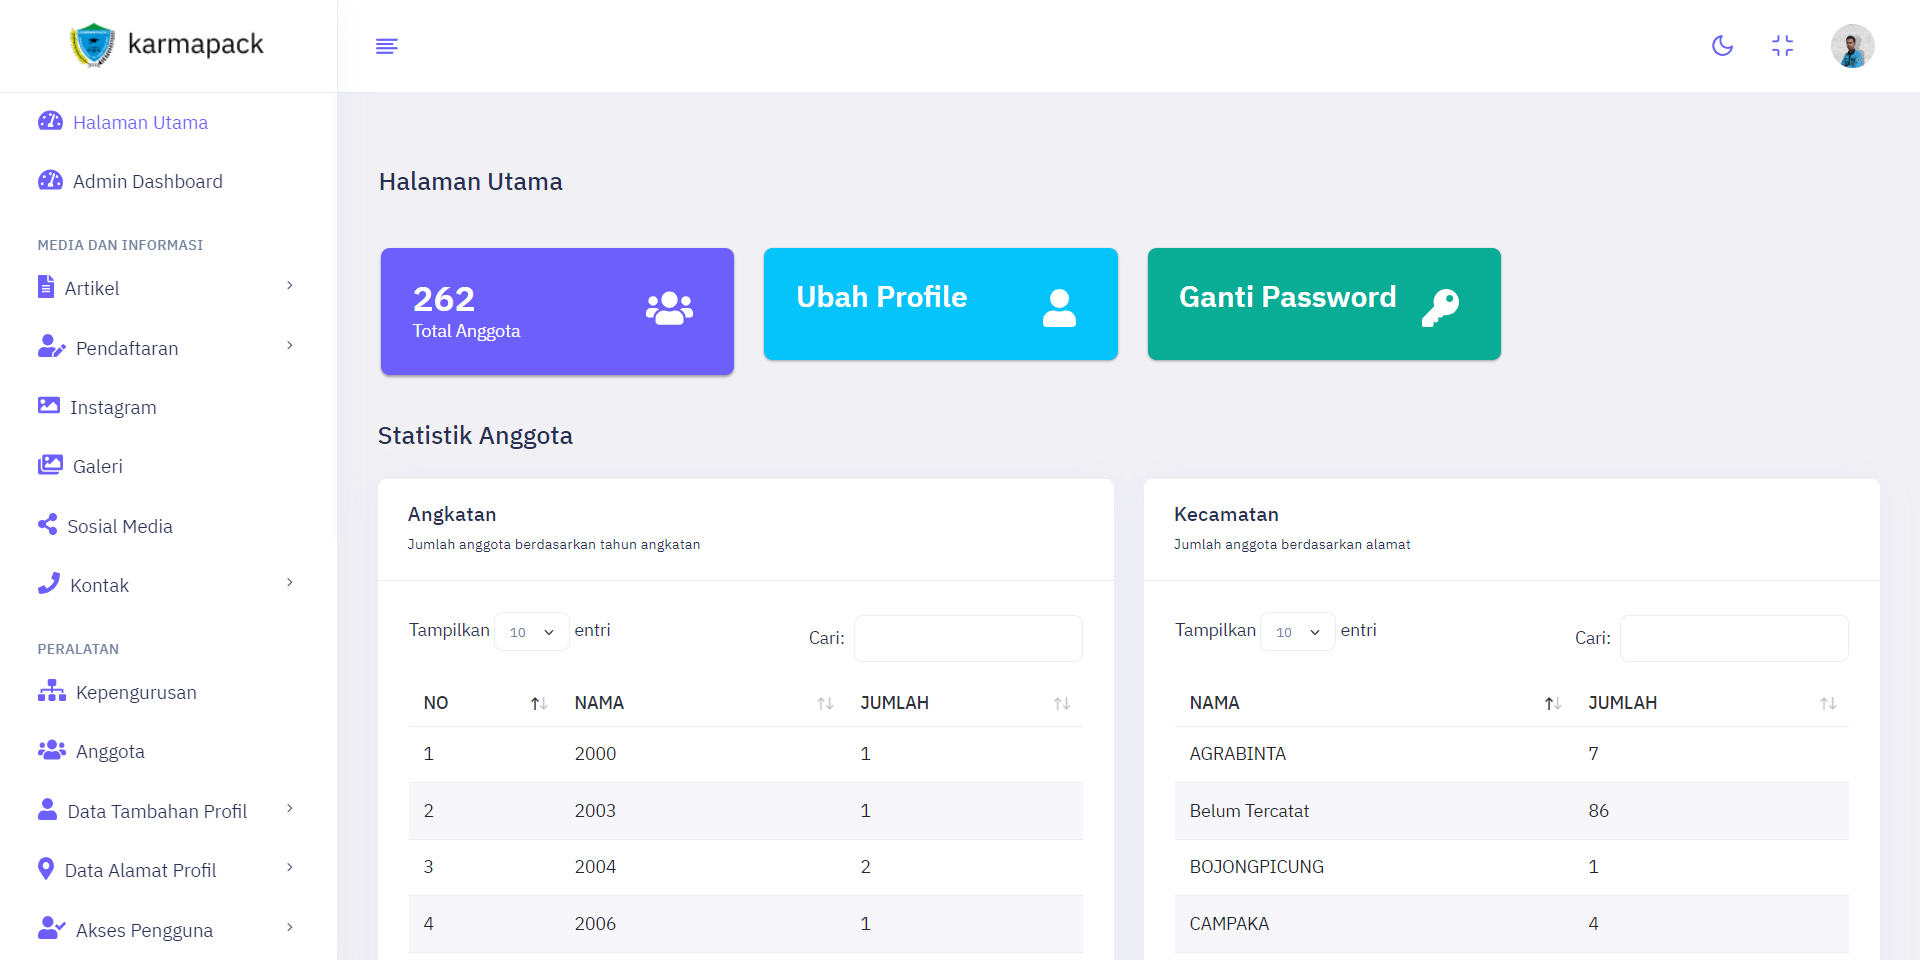 karmapack
Halaman Utama
Admin Dashboard
MEDIA DAN INFORMASI
Artikel
Pendaftaran
Instagram
Galeri
Sosial Media
Kontak
PERALATAN
Kepengurusan
Anggota
Data Tambahan Profil
Data Alamat Profil
Akses Pengguna
Halaman Utama
262
Total Anggota
Ubah Profile
Ganti Password
Statistik Anggota
Angkatan
Jumlah anggota berdasarkan tahun angkatan
Tampilkan 10 entri
Cari:
NO NAMA JUMLAH
1 2000 1
2 2003 1
3 2004 2
4 2006 1
Kecamatan
Jumlah anggota berdasarkan alamat
Tampilkan 10 entri
Cari:
NAMA JUMLAH
AGRABINTA 7
Belum Tercatat 86
BOJONGPICUNG 1
CAMPAKA 4